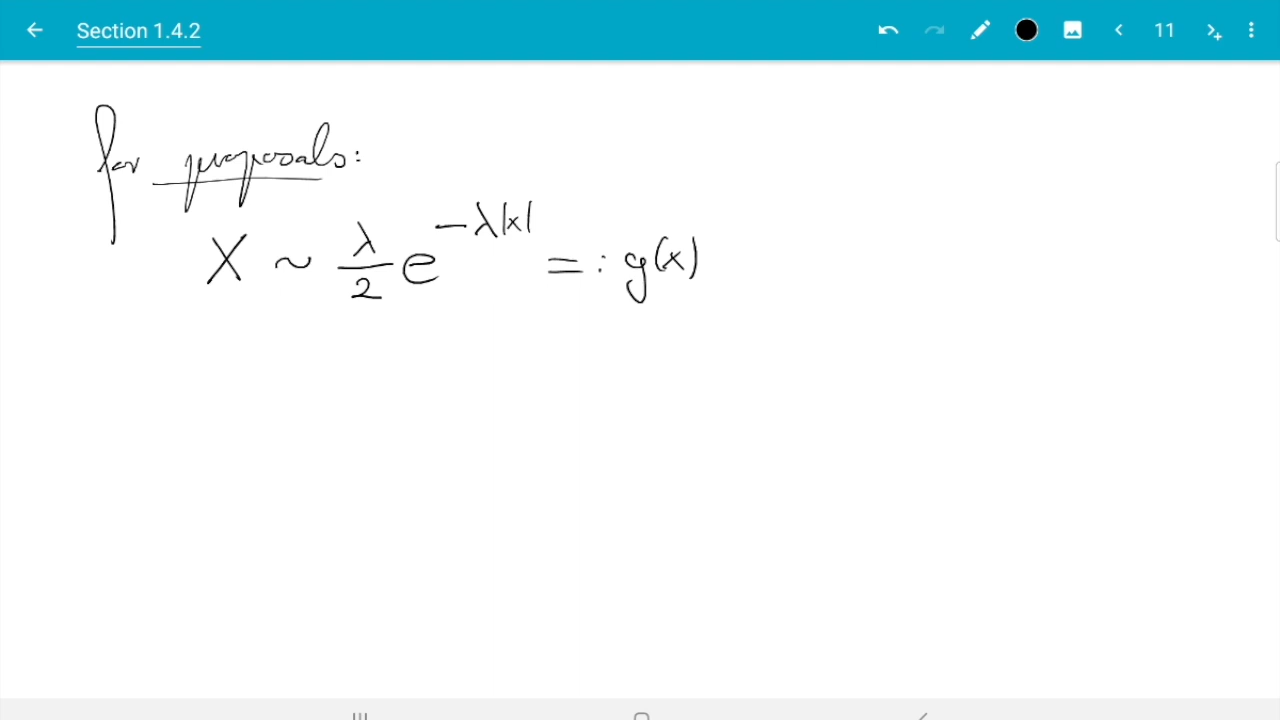 Section 1.4.2
11
for proposals:
X ~ λ/2 e^{-λ|x|} =: g(x)